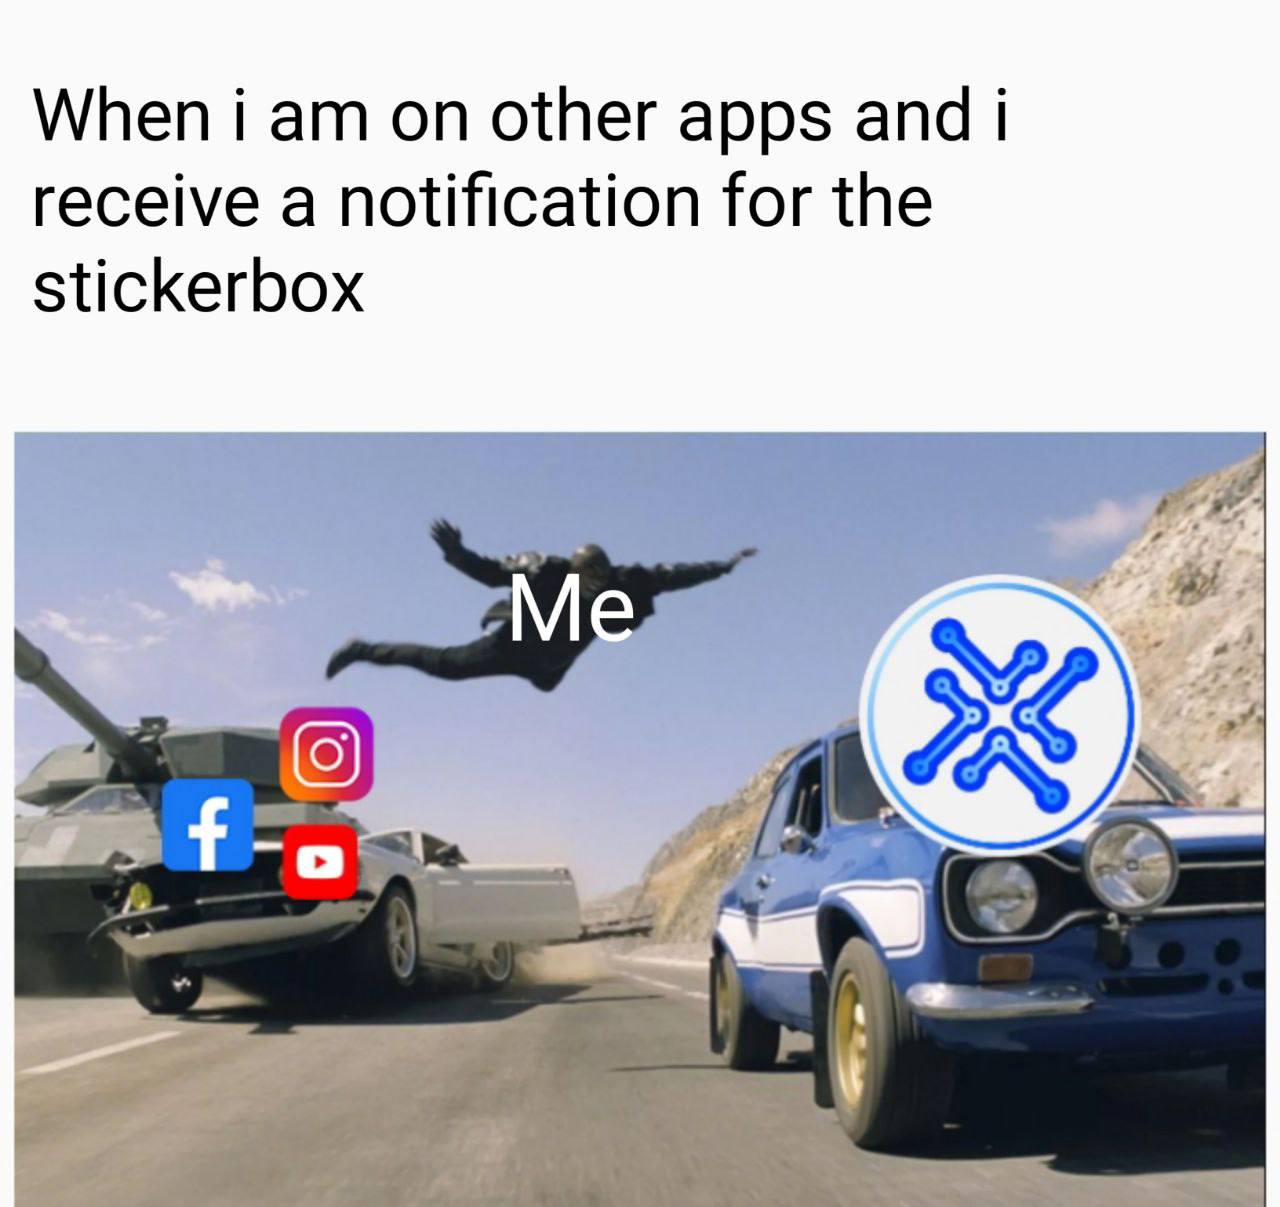 When i am on other apps and i
receive a notification for the
stickerbox
Me